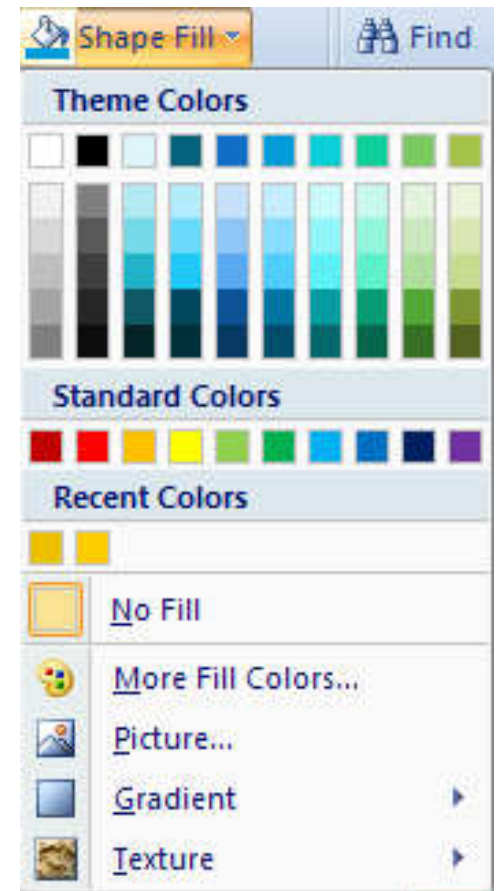 Shape Fill Find
Theme Colors
Standard Colors
Recent Colors
No Fill
More Fill Colors...
Picture...
Gradient
Texture